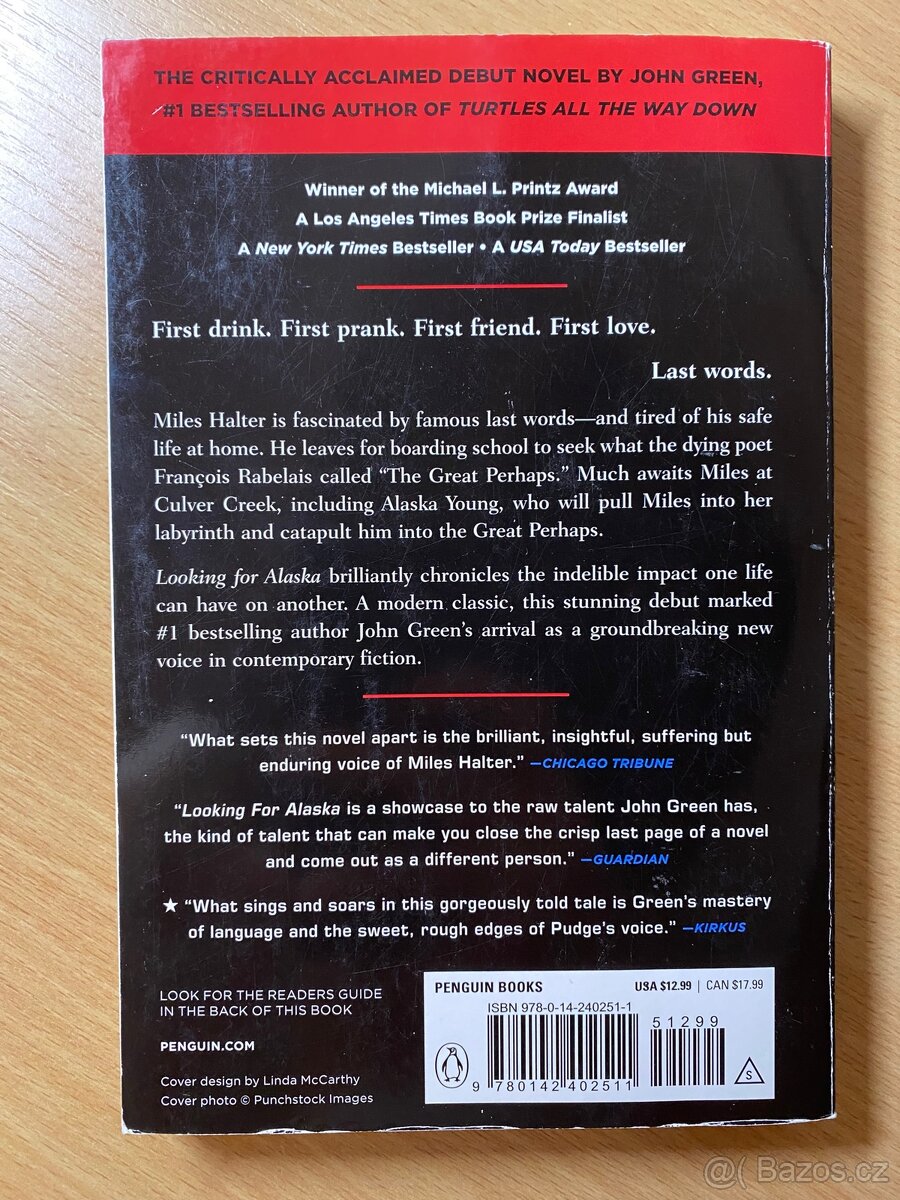 THE CRITICALLY ACCLAIMED DEBUT NOVEL BY JOHN GREEN,
#1 BESTSELLING AUTHOR OF TURTLES ALL THE WAY DOWN
Winner of the Michael L. Printz Award
A Los Angeles Times Book Prize Finalist
A New York Times Bestseller • A USA Today Bestseller
First drink. First prank. First friend. First love.
Last words.
Miles Halter is fascinated by famous last words—and tired of his safe
life at home. He leaves for boarding school to seek what the dying poet
François Rabelais called “The Great Perhaps.” Much awaits Miles at
Culver Creek, including Alaska Young, who will pull Miles into her
labyrinth and catapult him into the Great Perhaps.
Looking for Alaska brilliantly chronicles the indelible impact one life
can have on another. A modern classic, this stunning debut marked
#1 bestselling author John Green’s arrival as a groundbreaking new
voice in contemporary fiction.
“What sets this novel apart is the brilliant, insightful, suffering but
enduring voice of Miles Halter.” —CHICAGO TRIBUNE
“Looking For Alaska is a showcase to the raw talent John Green has,
the kind of talent that can make you close the crisp last page of a novel
and come out as a different person.” —GUARDIAN
★ “What sings and soars in this gorgeously told tale is Green’s mastery
of language and the sweet, rough edges of Pudge’s voice.” —KIRKUS
LOOK FOR THE READERS GUIDE
IN THE BACK OF THIS BOOK
PENGUIN.COM
Cover design by Linda McCarthy
Cover photo © Punchstock Images
PENGUIN BOOKS
USA $12.99 | CAN $17.99
ISBN 978-0-14-240251-1
51299
9 780142 402511
S
@( Bazos.cz